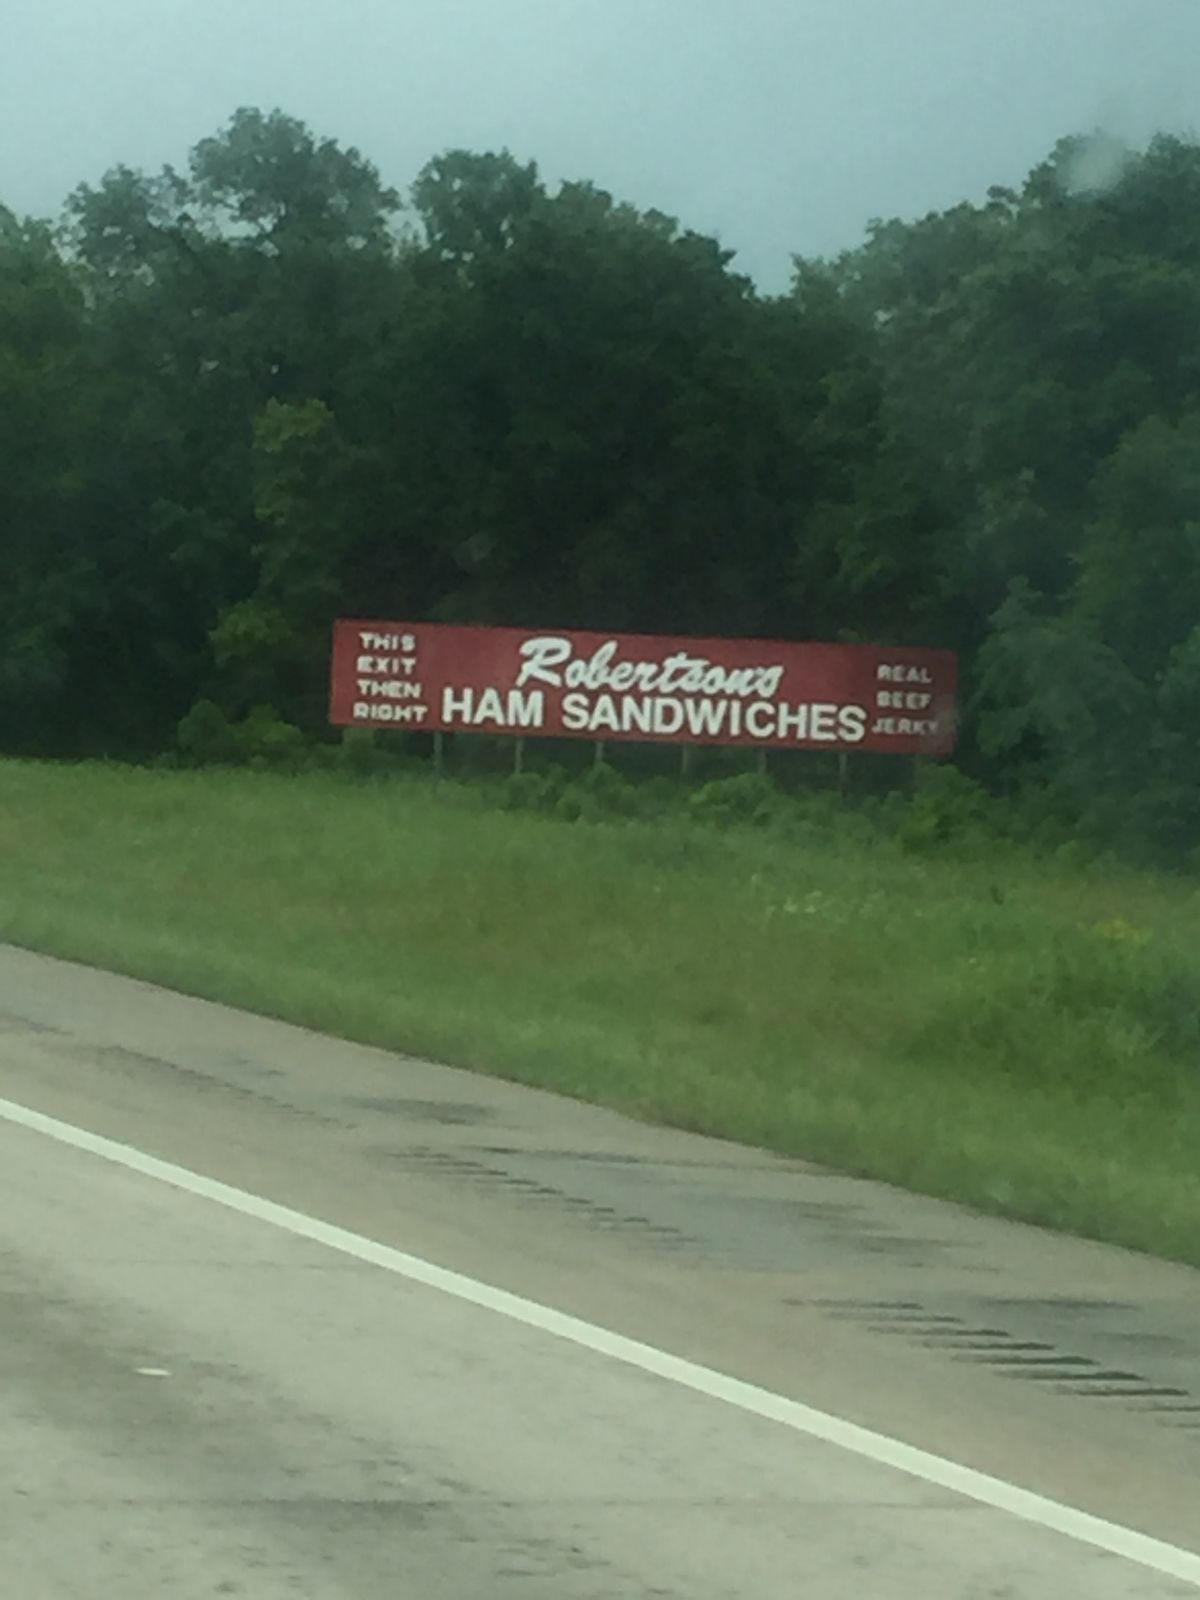 THIS
EXIT
THEN
RIGHT
Robertson's
HAM SANDWICHES
REAL
BEEF
JERKY